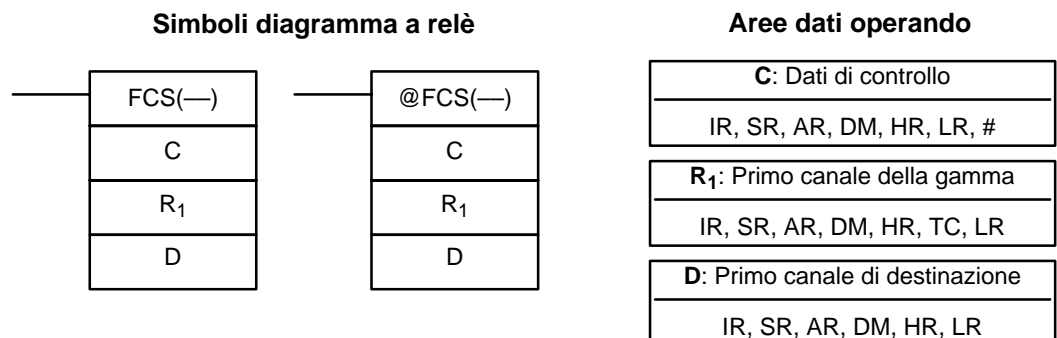 Simboli diagramma a relè
FCS(––)
C
R1
D
@FCS(––)
C
R1
D
Aree dati operando
C: Dati di controllo
IR, SR, AR, DM, HR, LR, #
R1: Primo canale della gamma
IR, SR, AR, DM, HR, TC, LR
D: Primo canale di destinazione
IR, SR, AR, DM, HR, LR